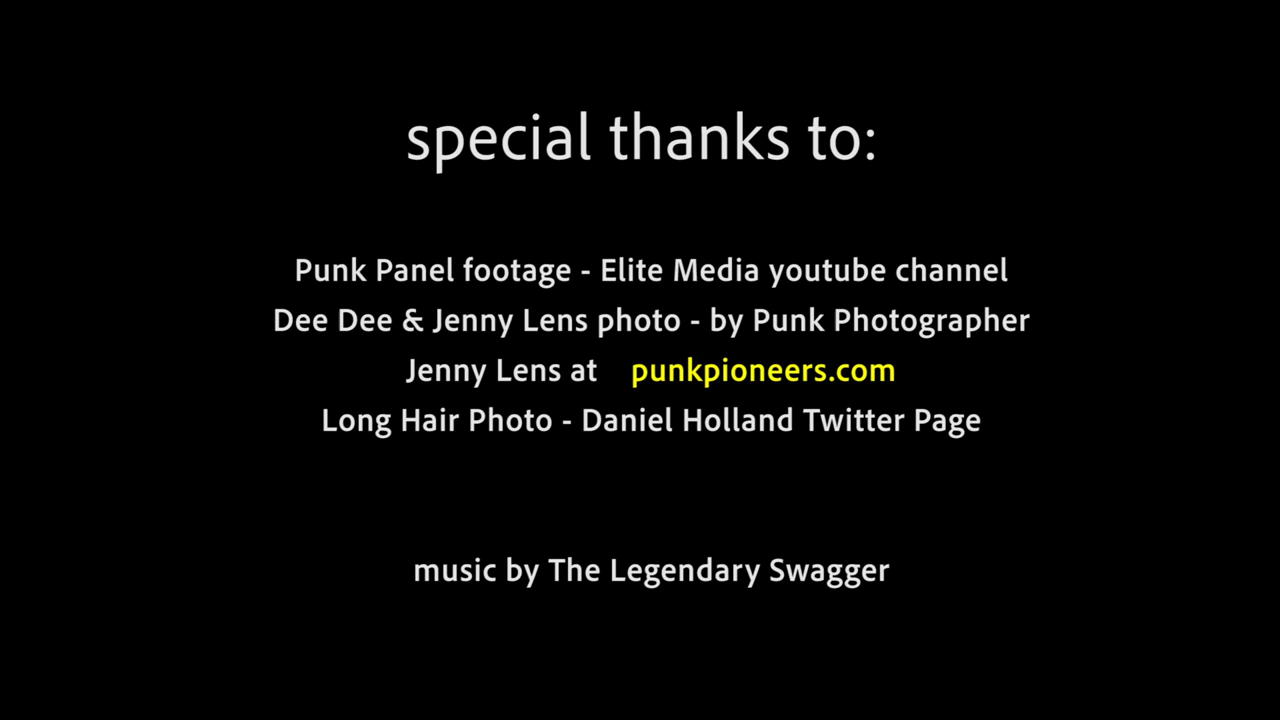 special thanks to:
Punk Panel footage - Elite Media youtube channel
Dee Dee & Jenny Lens photo - by Punk Photographer
Jenny Lens at punkpioneers.com
Long Hair Photo - Daniel Holland Twitter Page
music by The Legendary Swagger